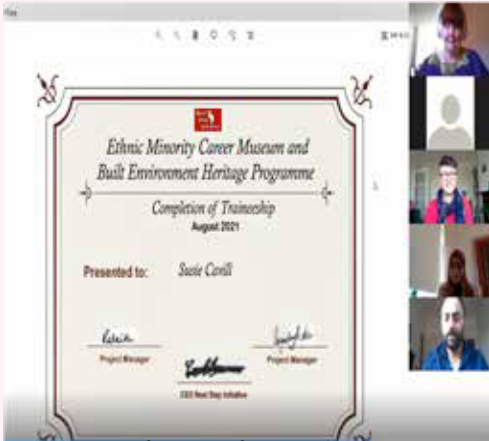 Ethnic Minority Career Museum and
Built Environment Heritage Programme
Completion of Traineeship
August 2021
Presented to:
Susie Cavill
Project Manager
Project Manager
CEO Next Step Initiative